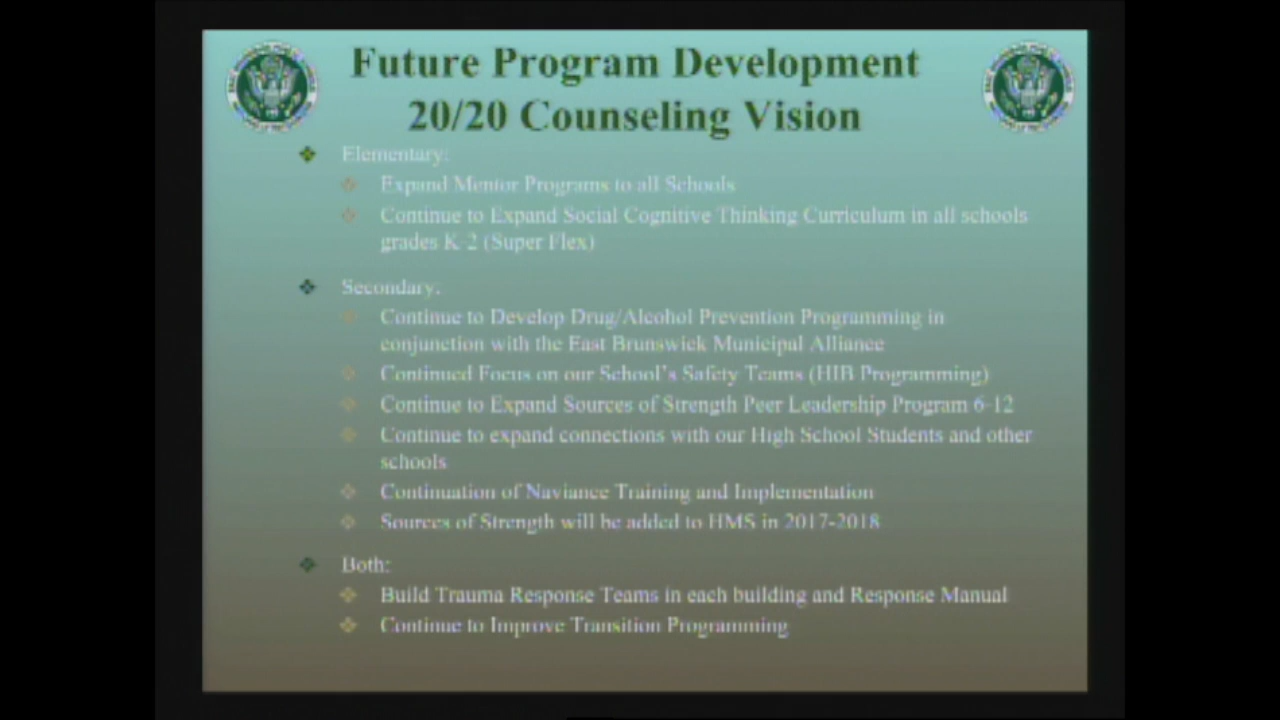 Future Program Development
20/20 Counseling Vision
Elementary:
Expand Mentor Programs to all Schools
Continue to Expand Social Cognitive Thinking Curriculum in all schools
grades K-2 (Super Flex)
Secondary:
Continue to Develop Drug/Alcohol Prevention Programming in
conjunction with the East Brunswick Municipal Alliance
Continued Focus on our School's Safety Teams (HIB Programming)
Continue to Expand Sources of Strength Peer Leadership Program 6-12
Continue to expand connections with our High School Students and other
schools
Continuation of Naviance Training and Implementation
Sources of Strength will be added to HMS in 2017-2018
Both:
Build Trauma Response Teams in each building and Response Manual
Continue to Improve Transition Programming